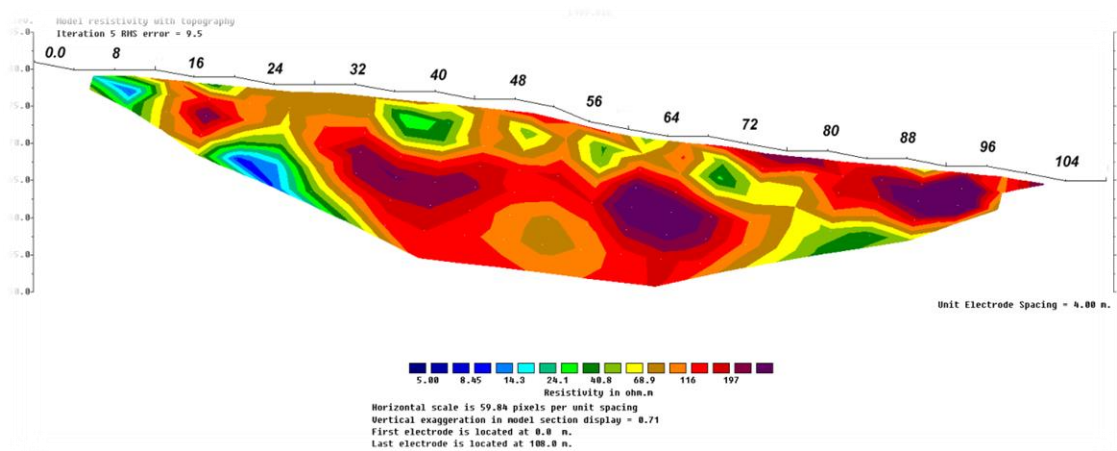 Model resistivity with topography
Iteration 5 RMS error = 9.5
0.0 8 16 24 32 40 48 56 64 72 80 88 96 104
Unit Electrode Spacing = 4.00 m.
5.00 8.45 14.3 24.1 40.8 68.9 116 197
Resistivity in ohm.m
Horizontal scale is 59.84 pixels per unit spacing
Vertical exaggeration in model section display = 0.71
First electrode is located at 0.0 m.
Last electrode is located at 108.0 m.